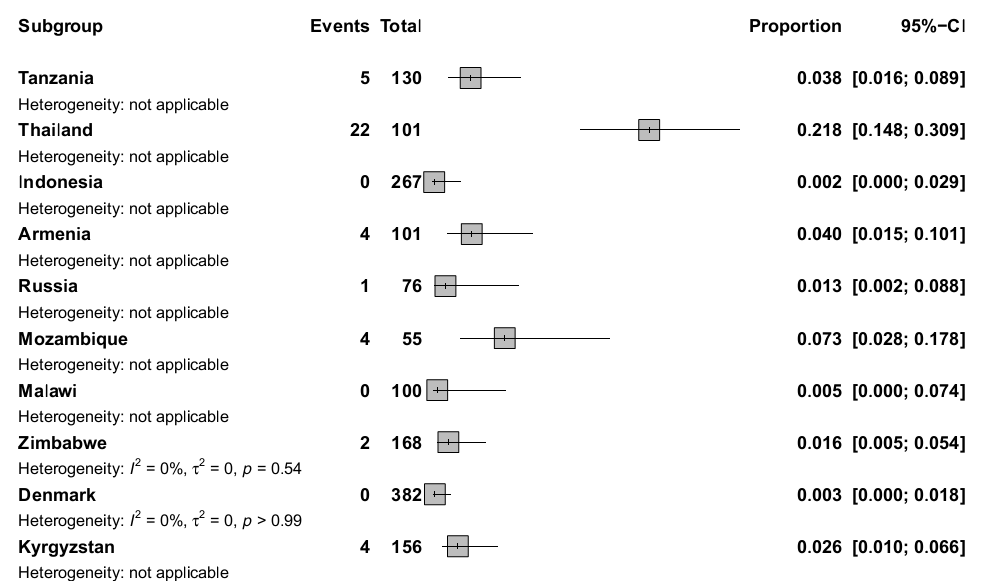 Subgroup Events Total Proportion 95%−CI
Tanzania 5 130 0.038 [0.016; 0.089]
Heterogeneity: not applicable
Thailand 22 101 0.218 [0.148; 0.309]
Heterogeneity: not applicable
Indonesia 0 267 0.002 [0.000; 0.029]
Heterogeneity: not applicable
Armenia 4 101 0.040 [0.015; 0.101]
Heterogeneity: not applicable
Russia 1 76 0.013 [0.002; 0.088]
Heterogeneity: not applicable
Mozambique 4 55 0.073 [0.028; 0.178]
Heterogeneity: not applicable
Malawi 0 100 0.005 [0.000; 0.074]
Heterogeneity: not applicable
Zimbabwe 2 168 0.016 [0.005; 0.054]
Heterogeneity: I² = 0%, τ² = 0, p = 0.54
Denmark 0 382 0.003 [0.000; 0.018]
Heterogeneity: I² = 0%, τ² = 0, p > 0.99
Kyrgyzstan 4 156 0.026 [0.010; 0.066]
Heterogeneity: not applicable